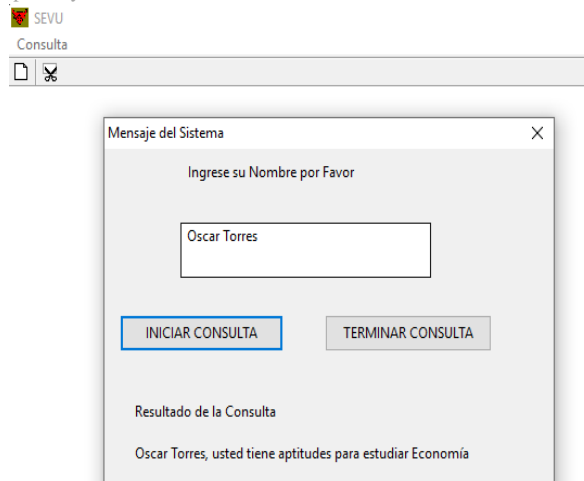 SEVU
Consulta
Mensaje del Sistema
Ingrese su Nombre por Favor
Oscar Torres
INICIAR CONSULTA TERMINAR CONSULTA
Resultado de la Consulta
Oscar Torres, usted tiene aptitudes para estudiar Economía